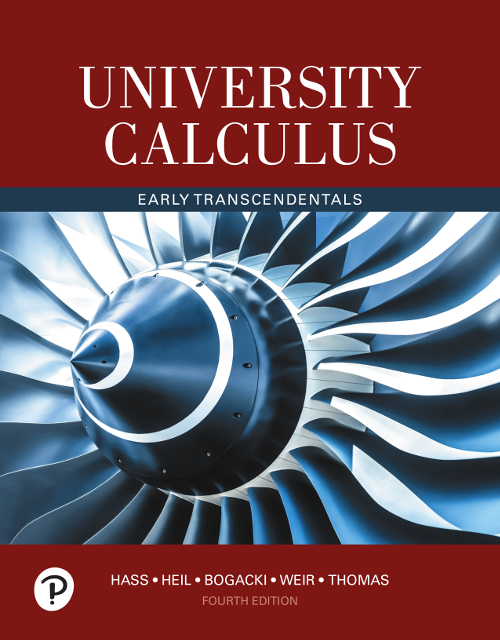 UNIVERSITY
CALCULUS
EARLY TRANSCENDENTALS
HASS • HEIL • BOGACKI • WEIR • THOMAS
FOURTH EDITION
P